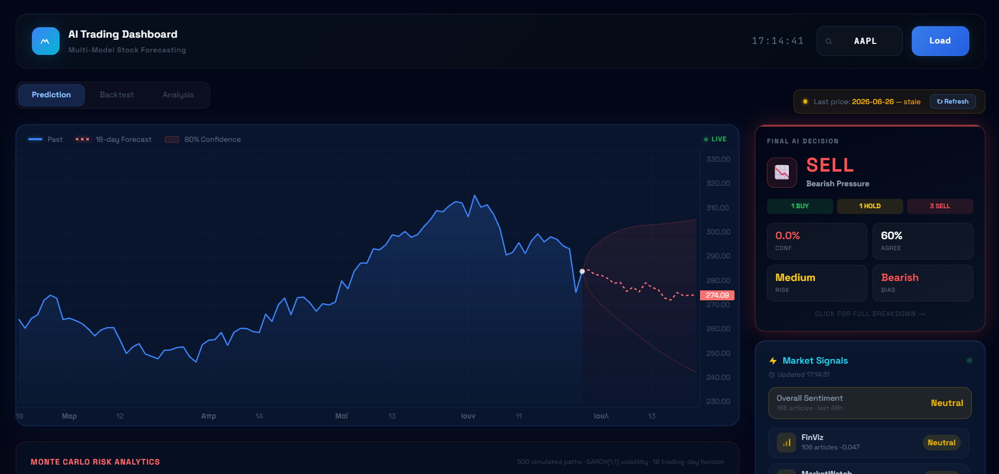 AI Trading Dashboard
Multi-Model Stock Forecasting
17:14:41
AAPL
Load
Prediction
Backtest
Analysis
Last price: 2026-06-26 — stale
↻ Refresh
Past
18-day Forecast
80% Confidence
LIVE
330.00
320.00
310.00
300.00
290.00
280.00
274.09
270.00
260.00
250.00
240.00
230.00
18
Μαρ
12
Απρ
14
Μαΐ
13
Ιουν
11
Ιουλ
13
MONTE CARLO RISK ANALYTICS
500 simulated paths · GARCH(1,1) volatility · 18 trading-day horizon
FINAL AI DECISION
SELL
Bearish Pressure
1 BUY
1 HOLD
3 SELL
0.0%
CONF
60%
AGREE
Medium
RISK
Bearish
BIAS
CLICK FOR FULL BREAKDOWN →
Market Signals
Updated 17:14:31
Overall Sentiment
166 articles · last 48h
Neutral
FinViz
106 articles -0.047
Neutral
MarketWatch